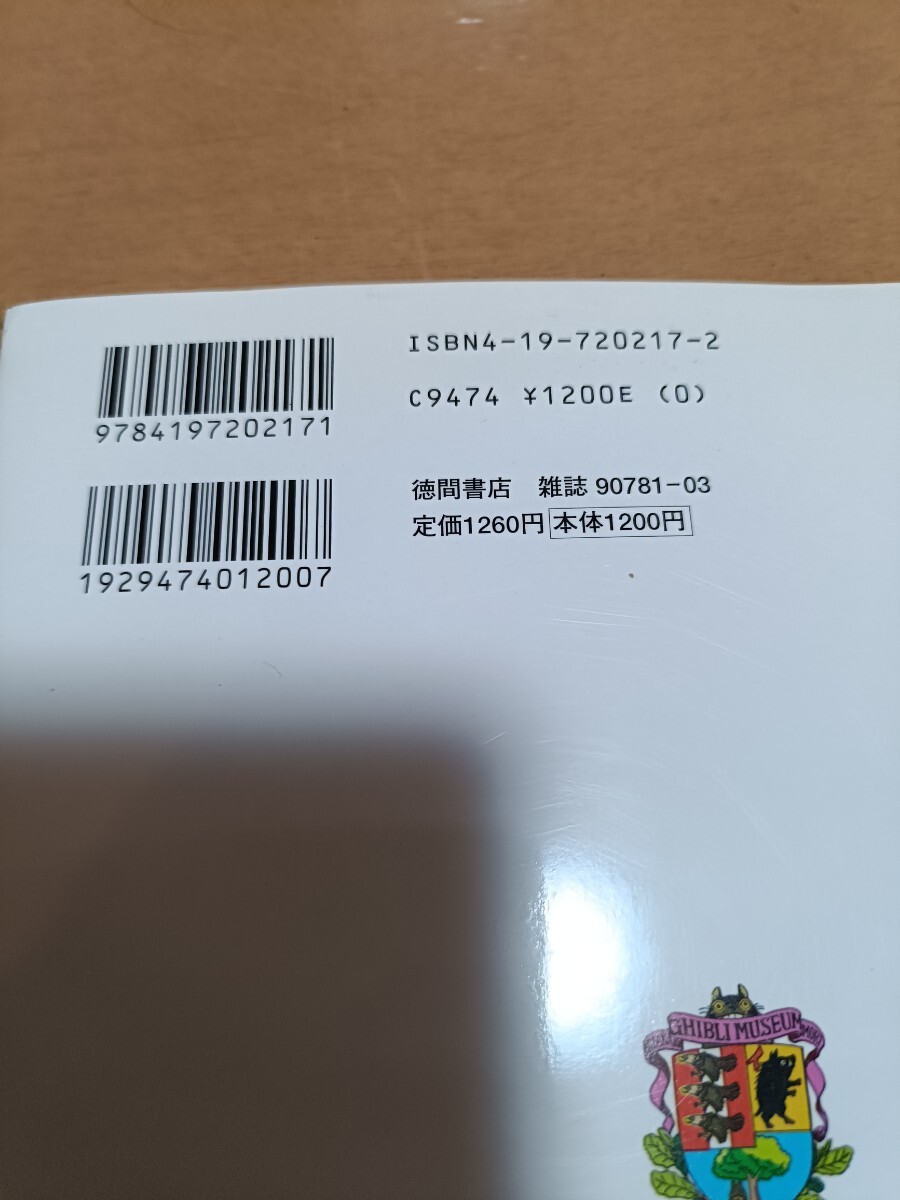 ISBN4-19-720217-2
C9474 ¥1200E (0)
9784197202171
徳間書店 雑誌 90781-03
定価1260円 本体1200円
1929474012007
GHIBLI MUSEUM